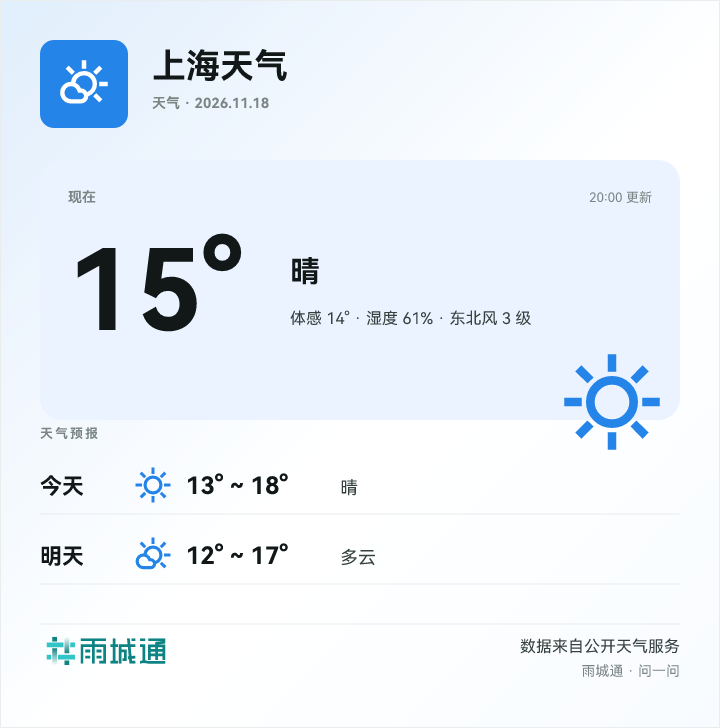 上海天气
天气 · 2026.11.18
现在
20:00 更新
15°
晴
体感 14° · 湿度 61% · 东北风 3 级
天气预报
今天 13° ~ 18° 晴
明天 12° ~ 17° 多云
雨城通
数据来自公开天气服务
雨城通 · 问一问